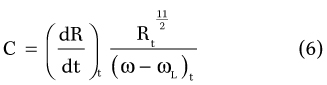 C = (dR/dt)_t R_t^{11/2}/(ω − ω_L)_t (6)